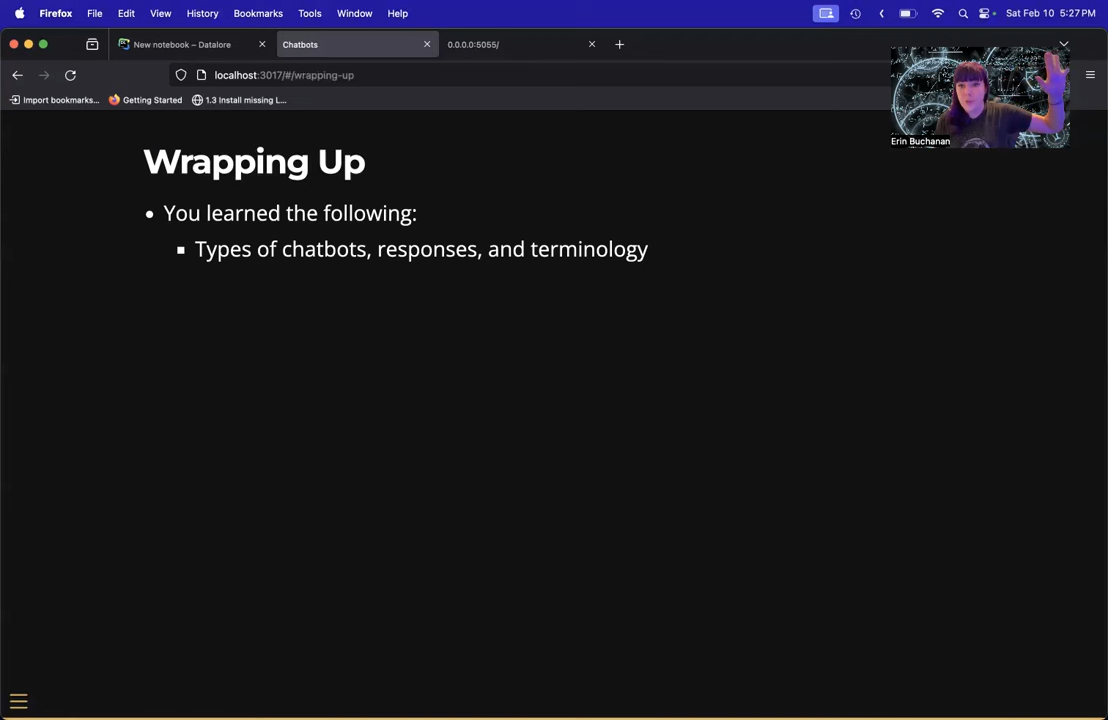 Firefox File Edit View History Bookmarks Tools Window Help Sat Feb 10 5:27 PM
New notebook – Datalore Chatbots 0.0.0.0:5055/
localhost:3017/#/wrapping-up
Import bookmarks... Getting Started 1.3 Install missing L...
Erin Buchanan
Wrapping Up
• You learned the following:
▪ Types of chatbots, responses, and terminology